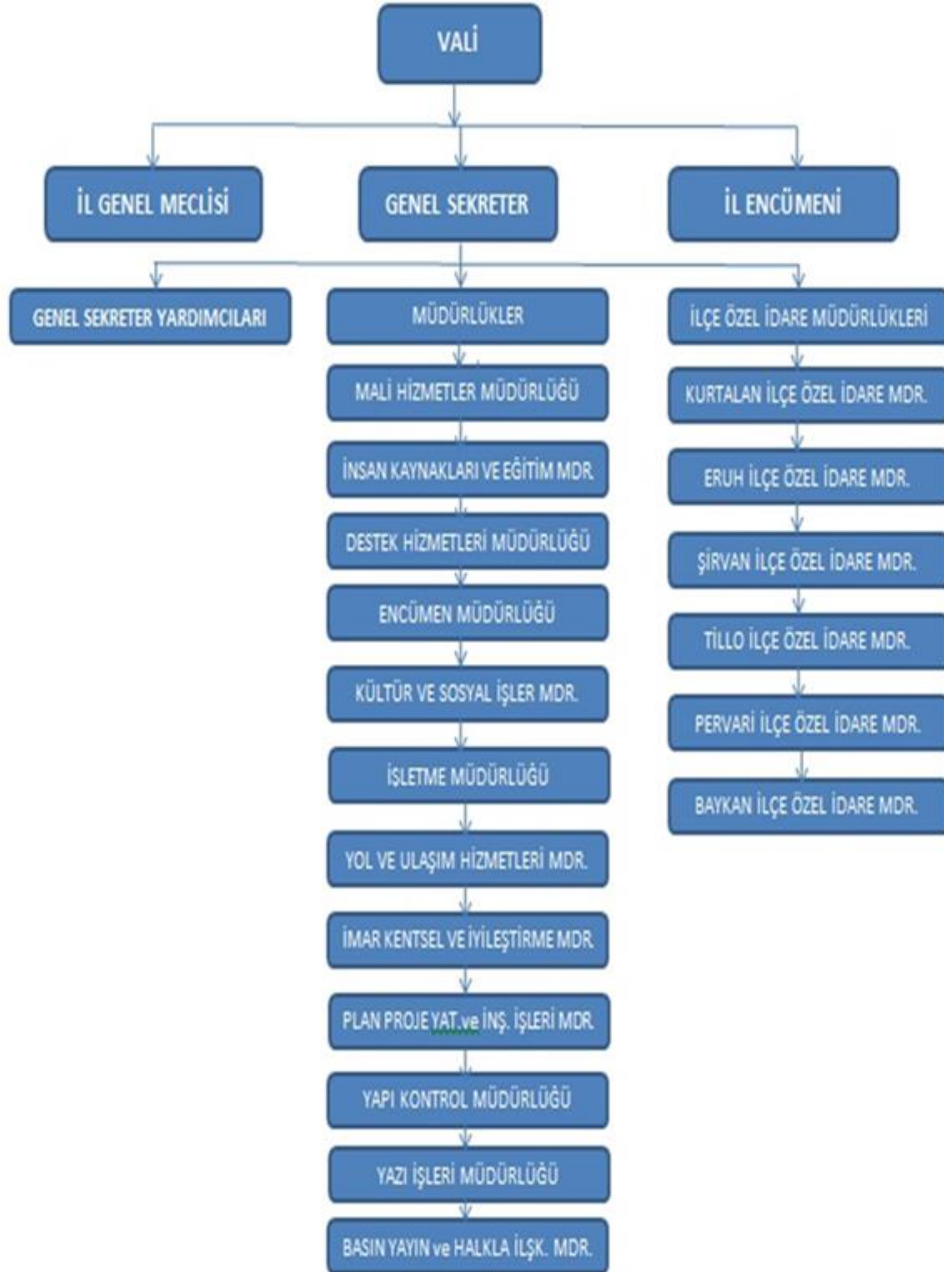 VALİ
İL GENEL MECLİSİ
GENEL SEKRETER
İL ENCÜMENİ
GENEL SEKRETER YARDIMCILARI
MÜDÜRLÜKLER
MALİ HİZMETLER MÜDÜRLÜĞÜ
İNSAN KAYNAKLARI VE EĞİTİM MDR.
DESTEK HİZMETLERİ MÜDÜRLÜĞÜ
ENCÜMEN MÜDÜRLÜĞÜ
KÜLTÜR VE SOSYAL İŞLER MDR.
İŞLETME MÜDÜRLÜĞÜ
YOL VE ULAŞIM HİZMETLERİ MDR.
İMAR KENTSEL VE İYİLEŞTİRME MDR.
PLAN PROJE YAT.ve İNŞ. İŞLERİ MDR.
YAPI KONTROL MÜDÜRLÜĞÜ
YAZI İŞLERİ MÜDÜRLÜĞÜ
BASIN YAYIN ve HALKLA İLŞK. MDR.
İLÇE ÖZEL İDARE MÜDÜRLÜKLERİ
KURTALAN İLÇE ÖZEL İDARE MDR.
ERUH İLÇE ÖZEL İDARE MDR.
ŞİRVAN İLÇE ÖZEL İDARE MDR.
TİLLO İLÇE ÖZEL İDARE MDR.
PERVARİ İLÇE ÖZEL İDARE MDR.
BAYKAN İLÇE ÖZEL İDARE MDR.